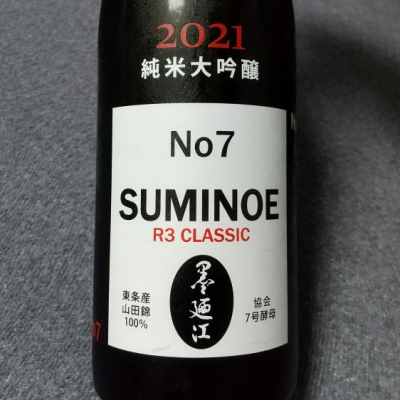 2021
純米大吟醸
No7
SUMINOE
R3 CLASSIC
墨廼江
東条産
山田錦
100%
協会
7号酵母